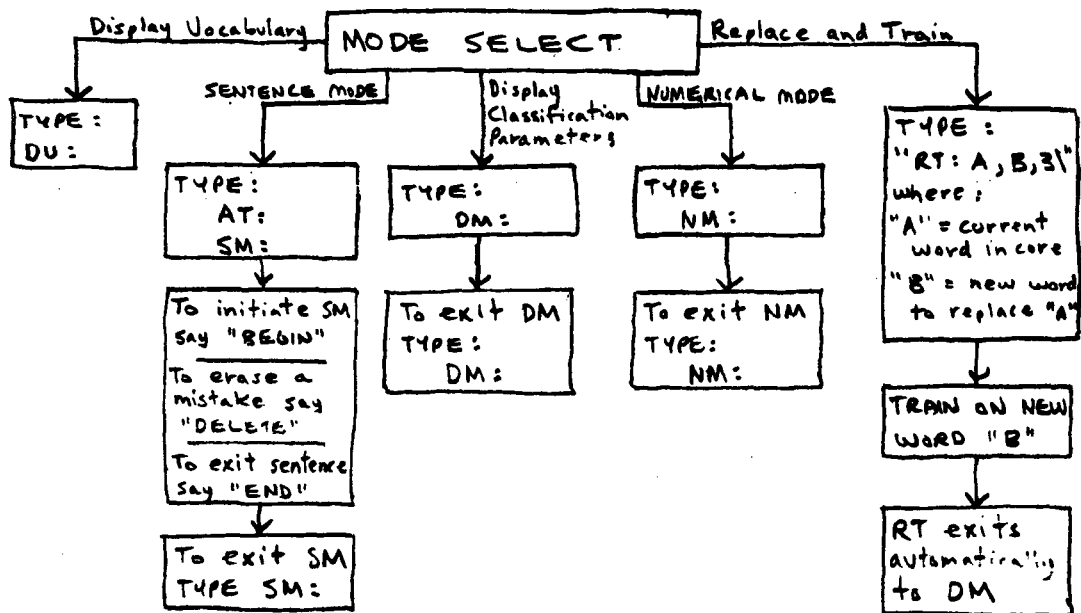 MODE SELECT
Display Vocabulary
TYPE:
DU:
SENTENCE MODE
TYPE:
AT:
SM:
To initiate SM
say "BEGIN"
To erase a
mistake say
"DELETE"
To exit sentence
say "END"
To exit SM
TYPE SM:
Display
Classification
Parameters
TYPE:
DM:
To exit DM
TYPE:
DM:
NUMERICAL MODE
TYPE:
NM:
To exit NM
TYPE:
NM:
Replace and Train
TYPE:
"RT: A, B, 3\"
where:
"A" = current
word in core
"B" = new word
to replace "A"
TRAIN ON NEW
WORD "B"
RT exits
automatically
to DM